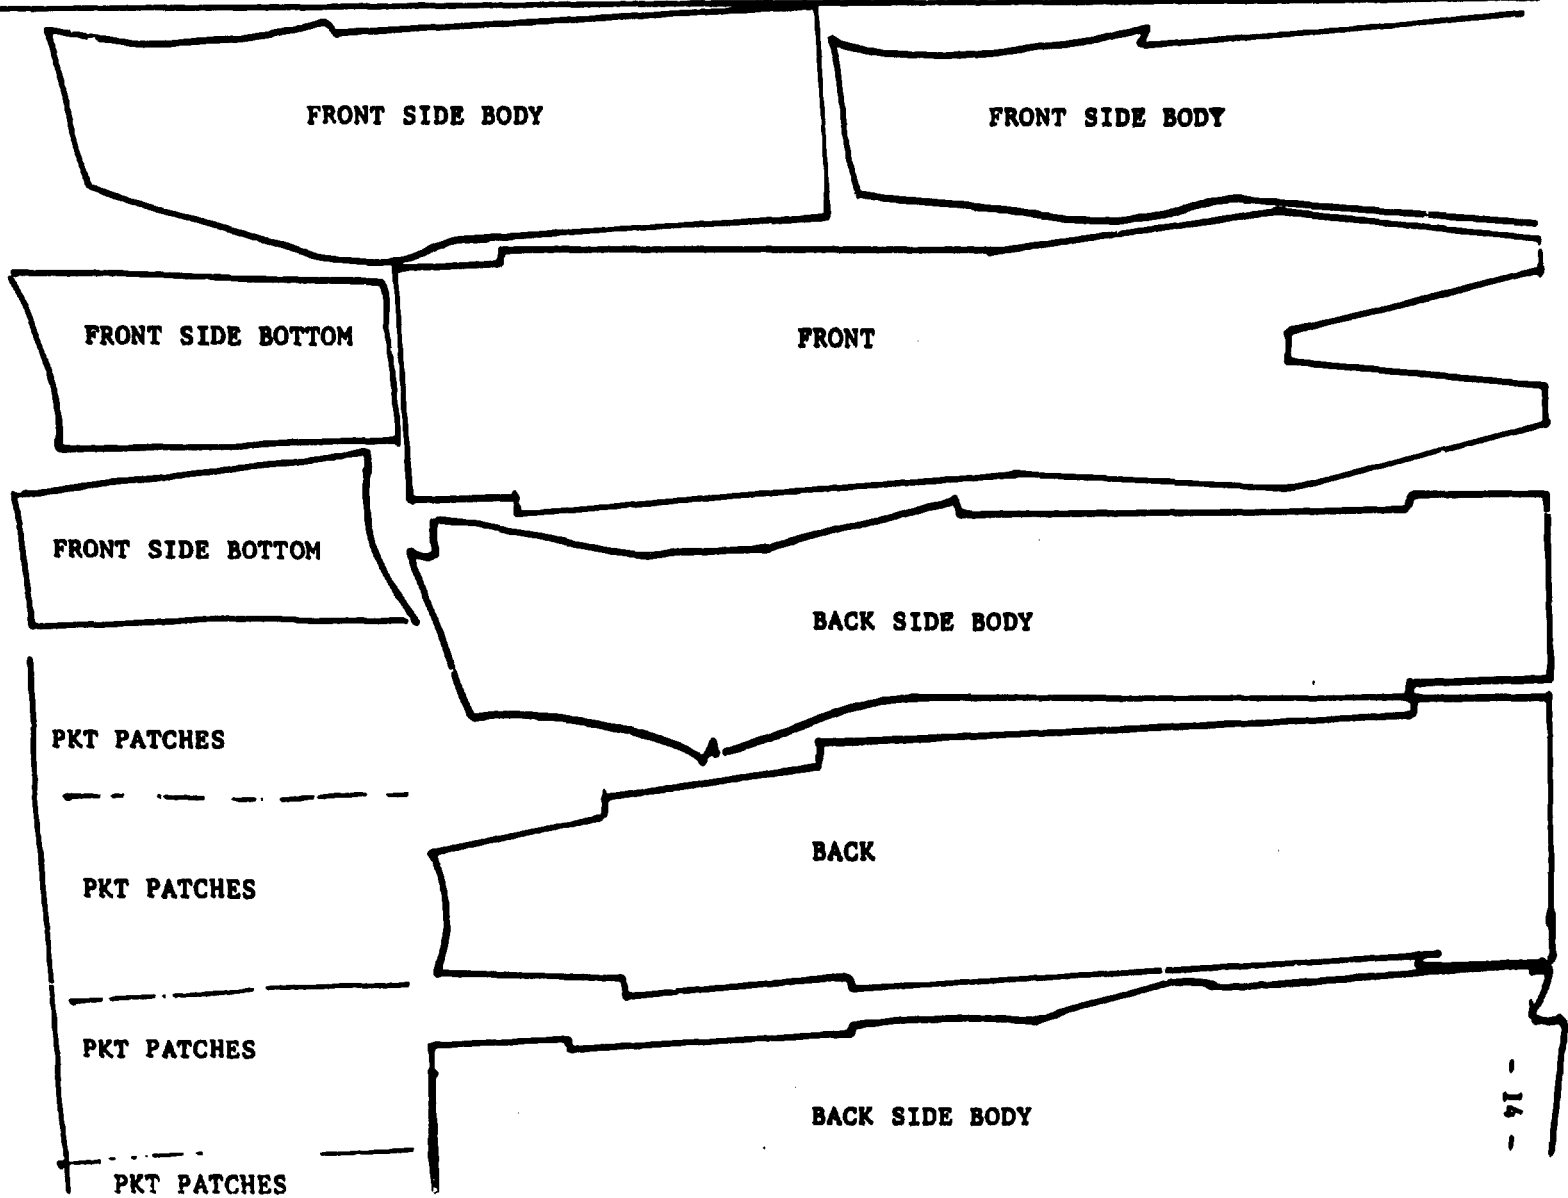 FRONT SIDE BODY
FRONT SIDE BODY
FRONT SIDE BOTTOM
FRONT
FRONT SIDE BOTTOM
BACK SIDE BODY
PKT PATCHES
BACK
PKT PATCHES
PKT PATCHES
BACK SIDE BODY
- 14 -
PKT PATCHES